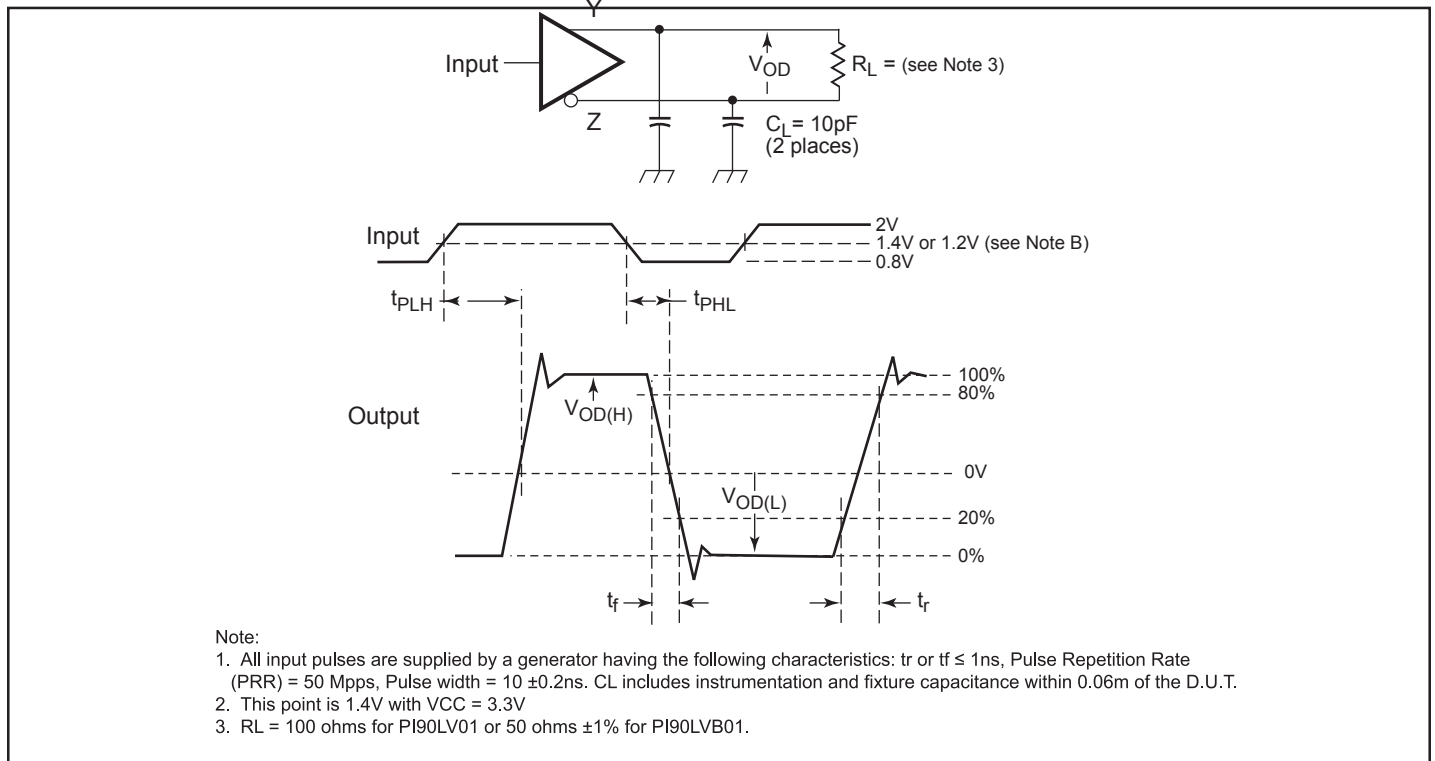 Y
Input
VOD
RL = (see Note 3)
Z
CL= 10pF
(2 places)
Input
2V
1.4V or 1.2V (see Note B)
0.8V
tPLH
tPHL
100%
80%
VOD(H)
Output
0V
VOD(L)
20%
0%
tf
tr
Note:
1. All input pulses are supplied by a generator having the following characteristics: tr or tf ≤ 1ns, Pulse Repetition Rate
(PRR) = 50 Mpps, Pulse width = 10 ±0.2ns. CL includes instrumentation and fixture capacitance within 0.06m of the D.U.T.
2. This point is 1.4V with VCC = 3.3V
3. RL = 100 ohms for PI90LV01 or 50 ohms ±1% for PI90LVB01.